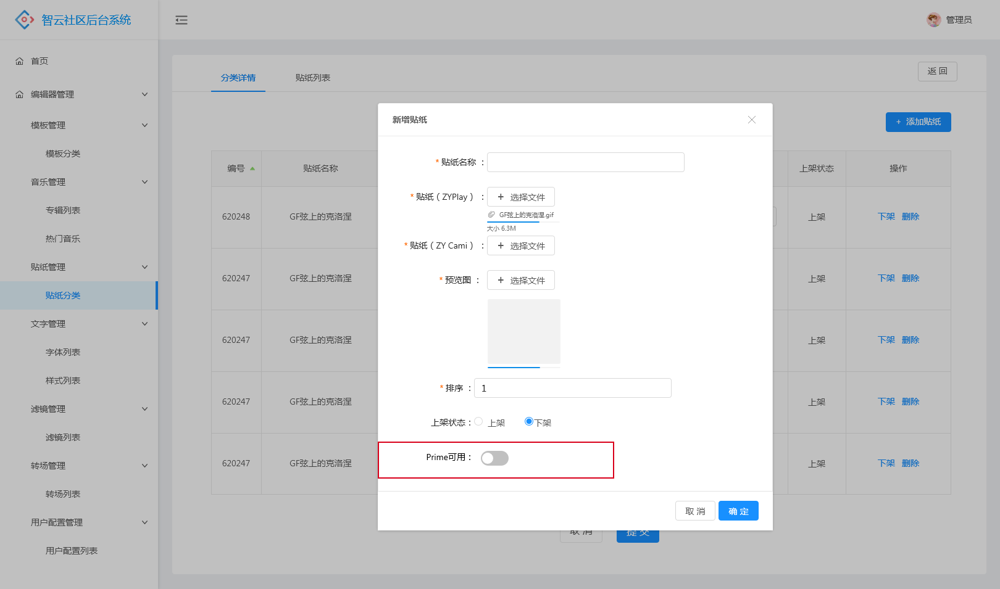 智云社区后台系统
管理员
首页
编辑器管理
模板管理
模板分类
音乐管理
专辑列表
热门音乐
贴纸管理
贴纸分类
文字管理
字体列表
样式列表
滤镜管理
滤镜列表
转场管理
转场列表
用户配置管理
用户配置列表
分类详情 贴纸列表
返 回
+ 添加贴纸
编号 贴纸名称 上架状态 操作
620248 GF弦上的克洛涅 上架 下架 删除
620247 GF弦上的克洛涅 上架 下架 删除
620247 GF弦上的克洛涅 上架 下架 删除
620247 GF弦上的克洛涅 上架 下架 删除
620247 GF弦上的克洛涅 上架 下架 删除
新增贴纸
*贴纸名称 ：
*贴纸（ZYPlay） ： + 选择文件
GF弦上的克洛涅.gif
大小 6.3M
*贴纸（ZY Cami） ： + 选择文件
*预览图 ： + 选择文件
*排序 ： 1
上架状态： 上架 下架
Prime可用：
取 消 确 定
取 消 提 交